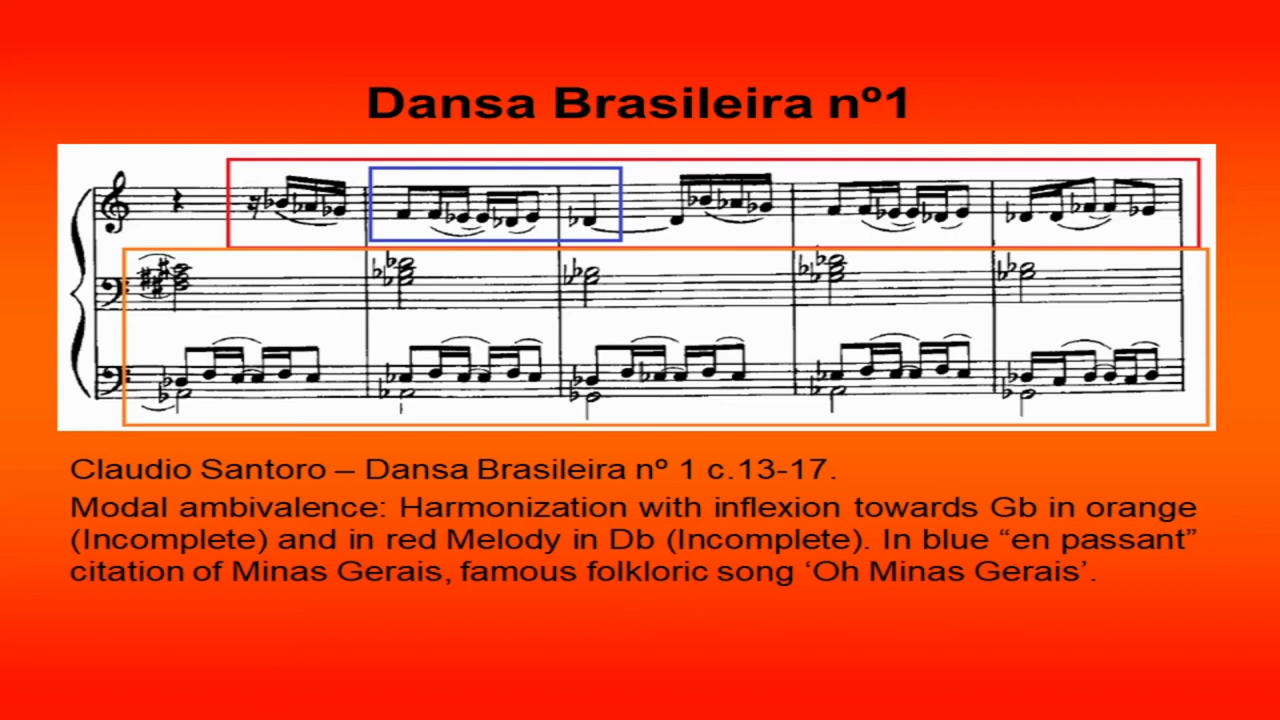 Dansa Brasileira nº1
Claudio Santoro – Dansa Brasileira nº 1 c.13-17.
Modal ambivalence: Harmonization with inflexion towards Gb in orange
(Incomplete) and in red Melody in Db (Incomplete). In blue “en passant”
citation of Minas Gerais, famous folkloric song ‘Oh Minas Gerais’.